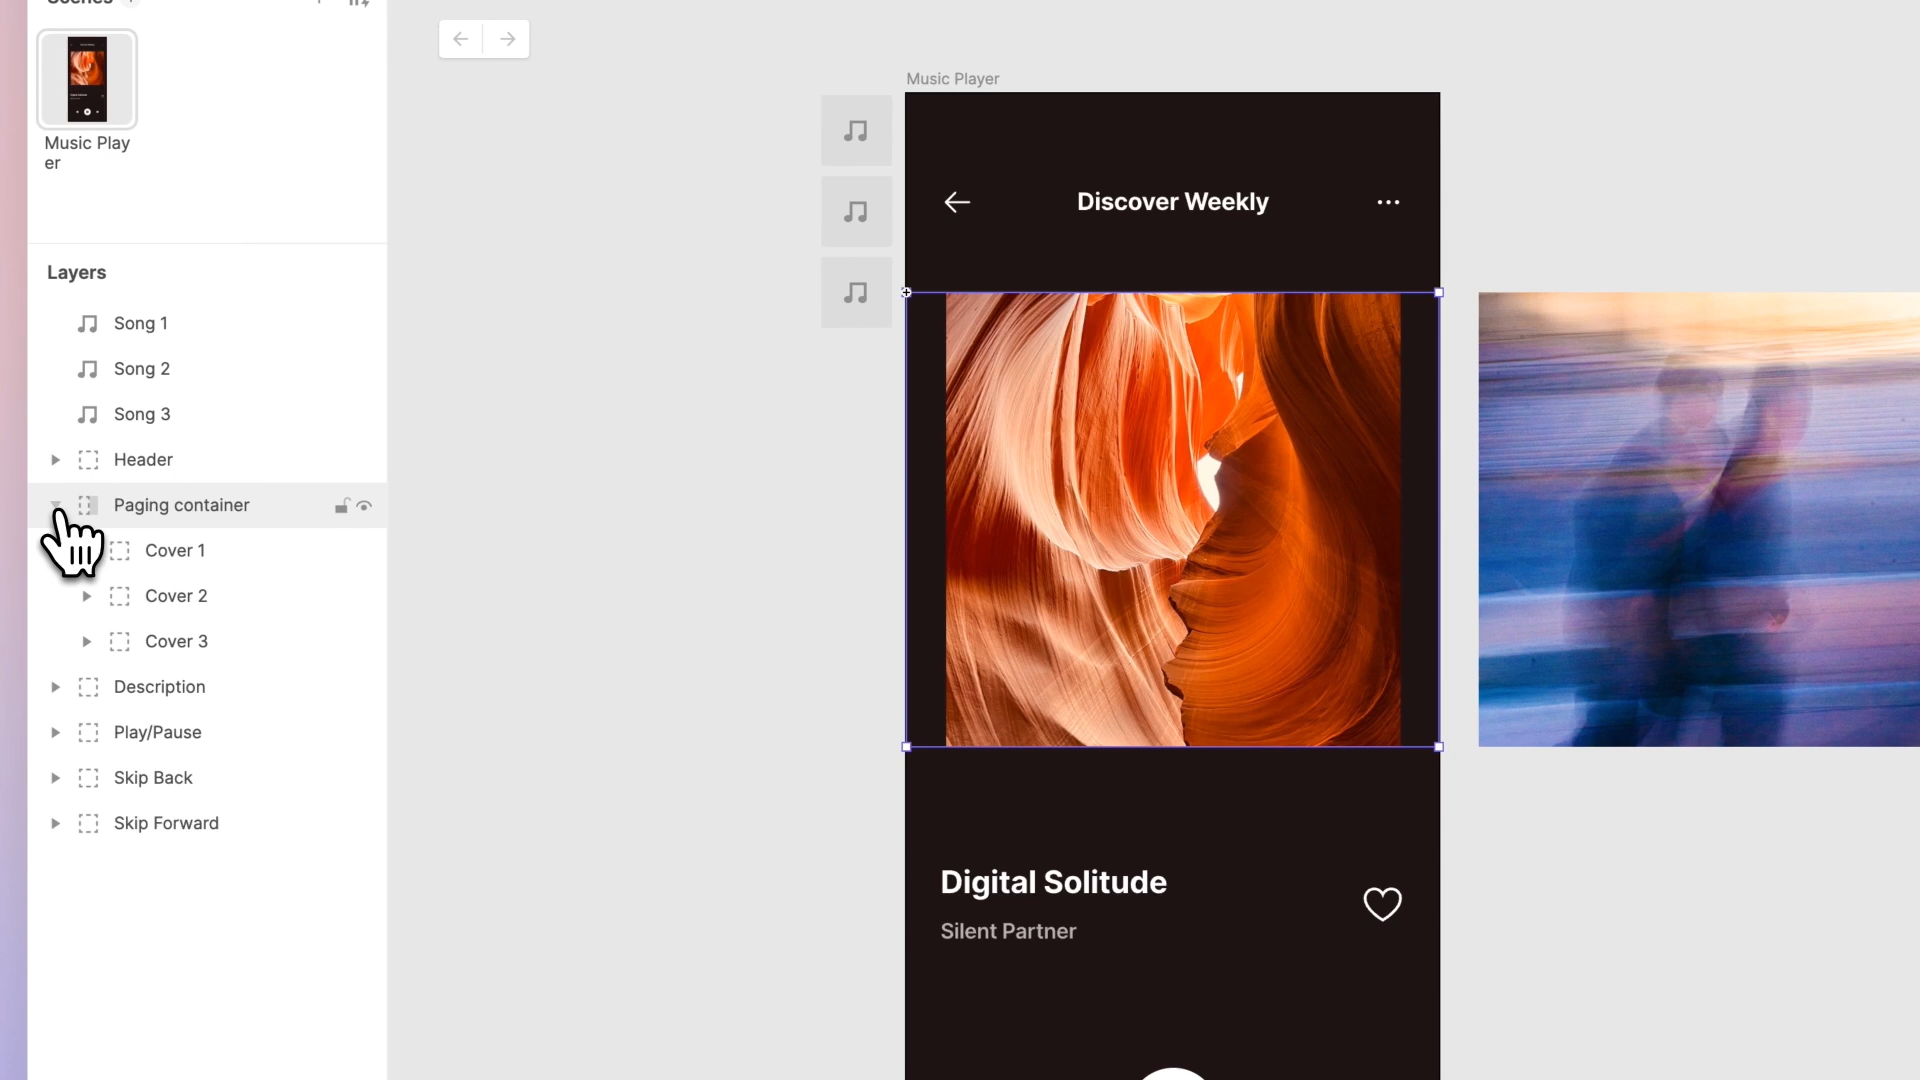 Scenes
Music Play
er
Layers
Song 1
Song 2
Song 3
Header
Paging container
Cover 1
Cover 2
Cover 3
Description
Play/Pause
Skip Back
Skip Forward
Music Player
Discover Weekly
Digital Solitude
Silent Partner